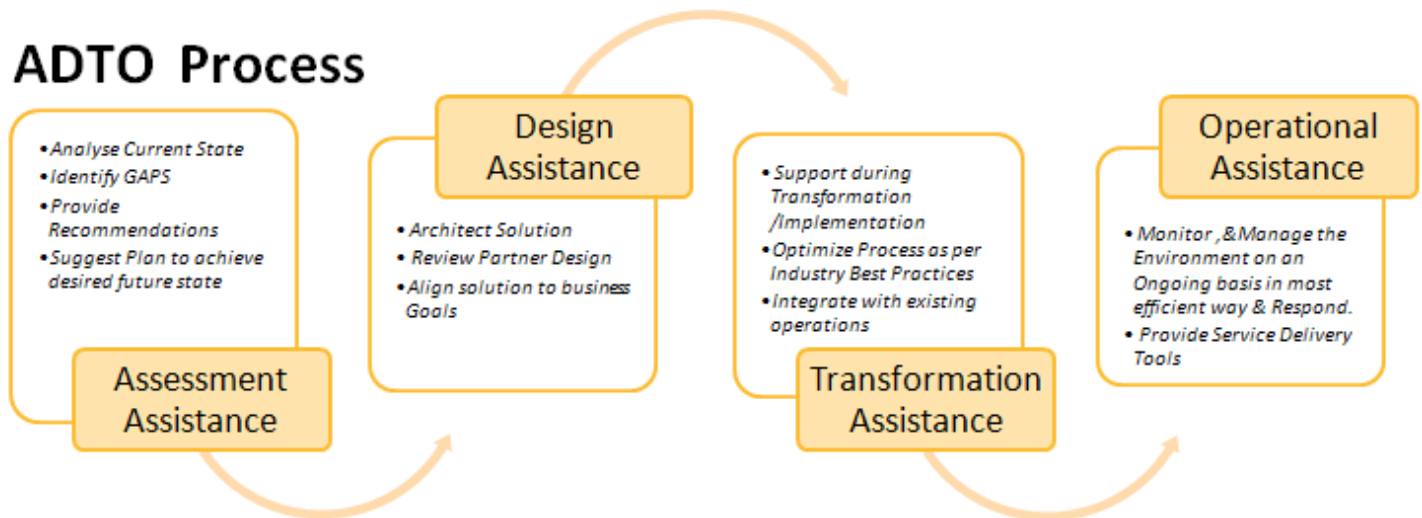 ADTO Process
•Analyse Current State
•Identify GAPS
•Provide
Recommendations
•Suggest Plan to achieve
desired future state
Assessment
Assistance
Design
Assistance
• Architect Solution
• Review Partner Design
•Align solution to business
Goals
• Support during
Transformation
/Implementation
•Optimize Process as per
Industry Best Practices
•Integrate with existing
operations
Transformation
Assistance
Operational
Assistance
• Monitor ,&Manage the
Environment on an
Ongoing basis in most
efficient way & Respond.
• Provide Service Delivery
Tools